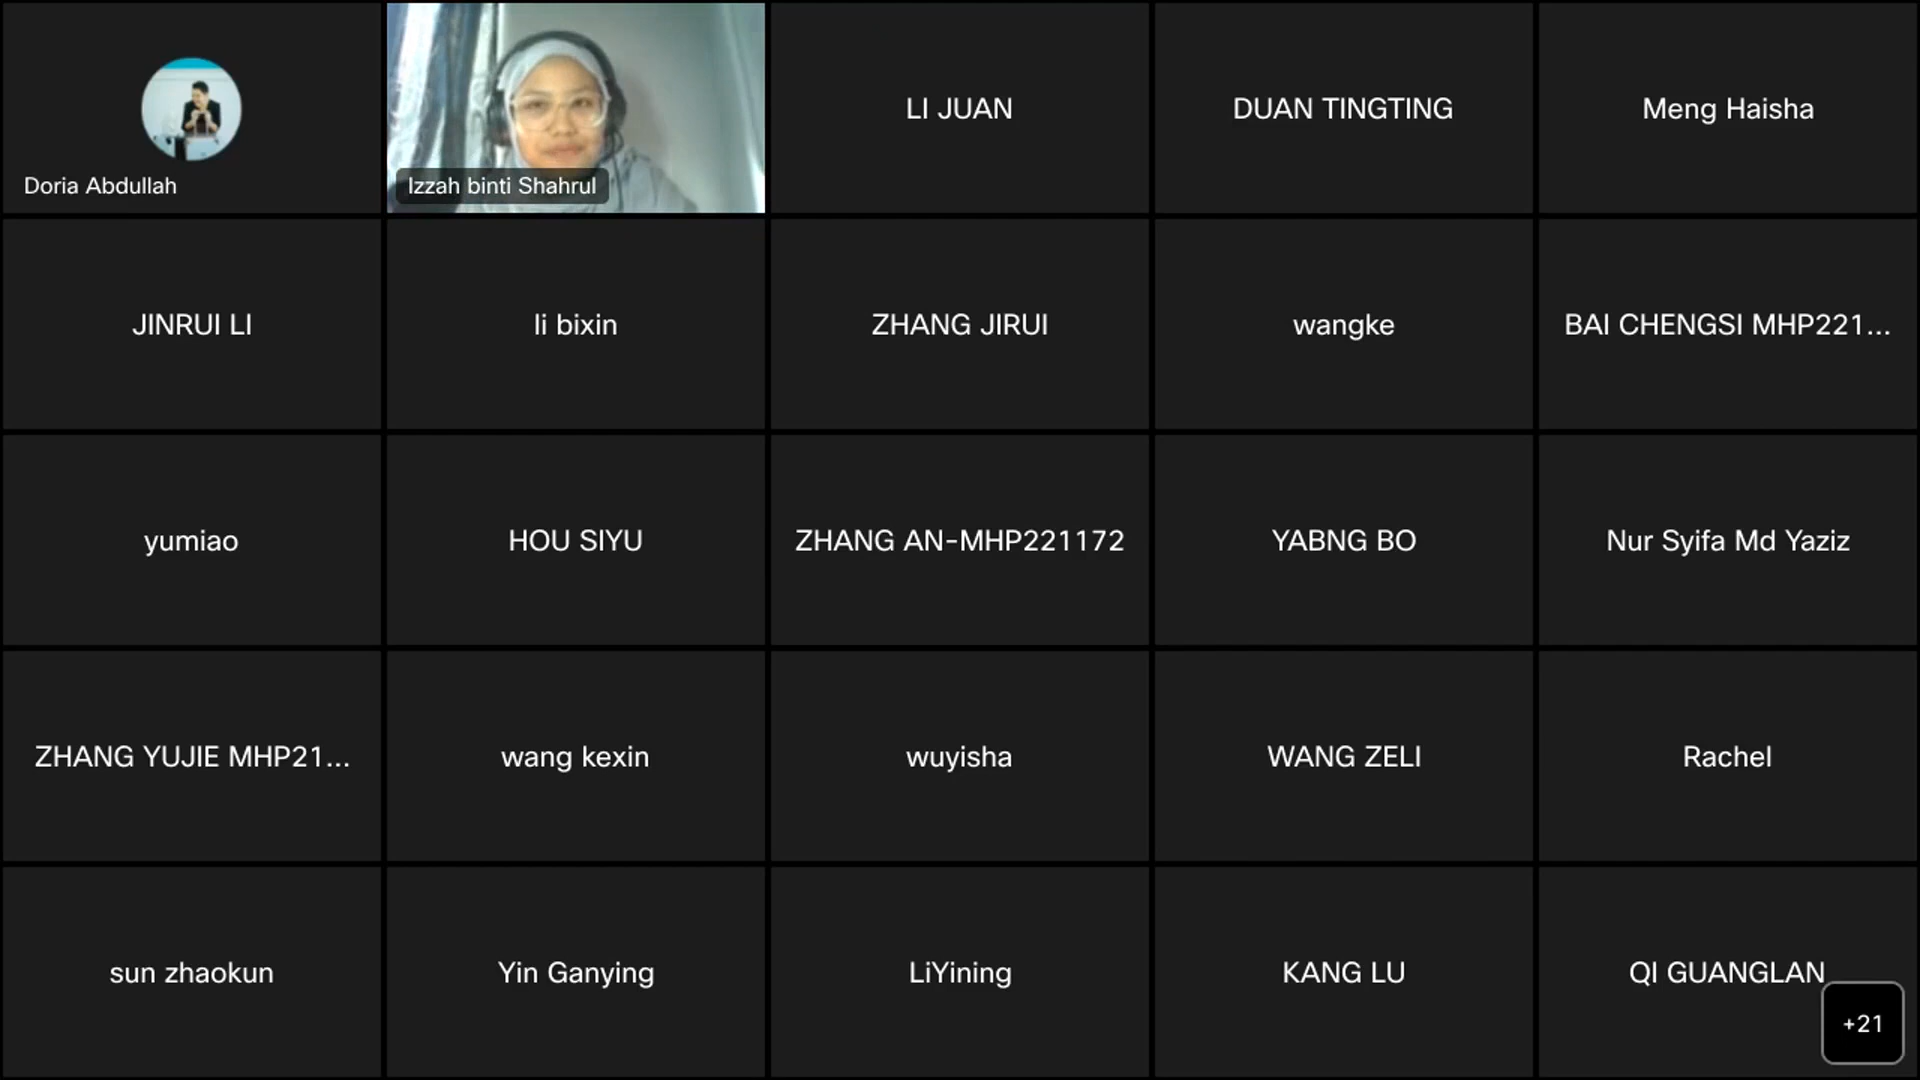 Doria Abdullah
Izzah binti Shahrul
LI JUAN
DUAN TINGTING
Meng Haisha
JINRUI LI
li bixin
ZHANG JIRUI
wangke
BAI CHENGSI MHP221...
yumiao
HOU SIYU
ZHANG AN-MHP221172
YABNG BO
Nur Syifa Md Yaziz
ZHANG YUJIE MHP21...
wang kexin
wuyisha
WANG ZELI
Rachel
sun zhaokun
Yin Ganying
LiYining
KANG LU
QI GUANGLAN
+21